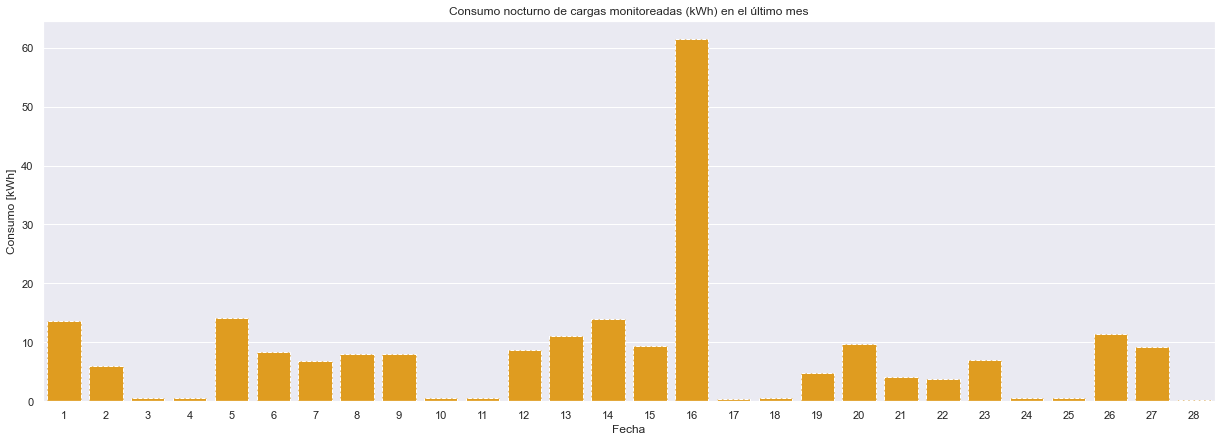 Consumo nocturno de cargas monitoreadas (kWh) en el último mes
Consumo [kWh]
60
50
40
30
20
10
0
1 2 3 4 5 6 7 8 9 10 11 12 13 14 15 16 17 18 19 20 21 22 23 24 25 26 27 28
Fecha